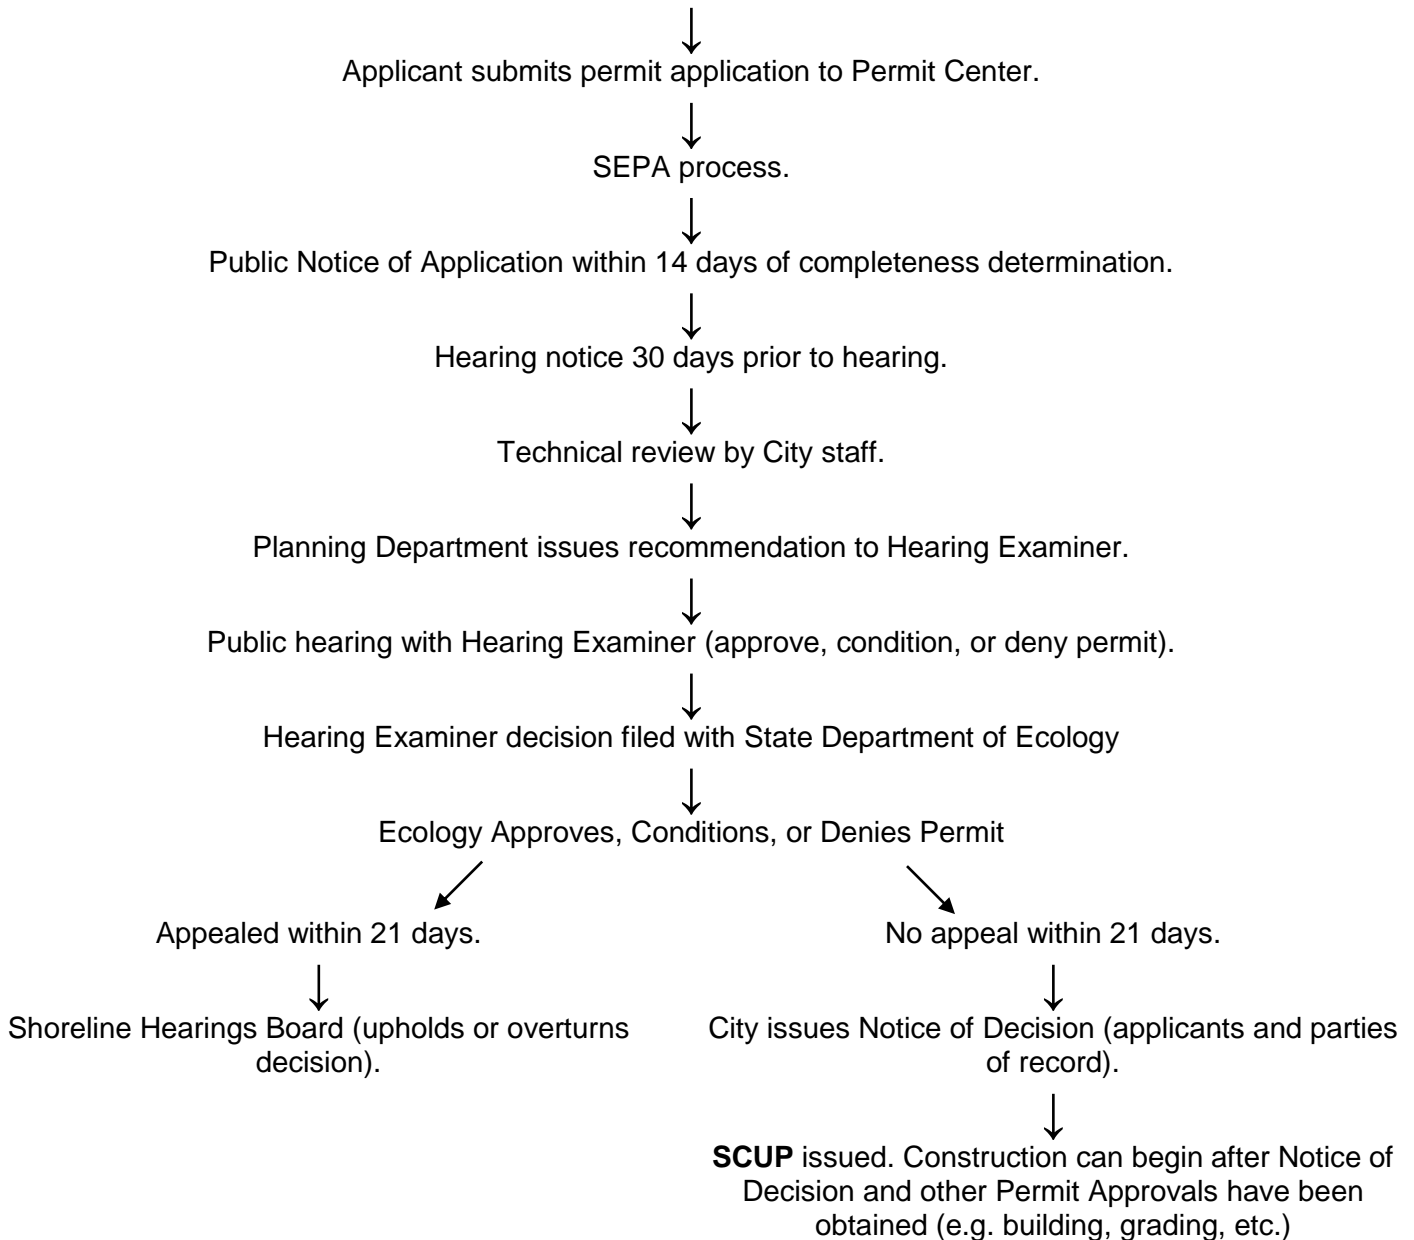 Applicant submits permit application to Permit Center.
SEPA process.
Public Notice of Application within 14 days of completeness determination.
Hearing notice 30 days prior to hearing.
Technical review by City staff.
Planning Department issues recommendation to Hearing Examiner.
Public hearing with Hearing Examiner (approve, condition, or deny permit).
Hearing Examiner decision filed with State Department of Ecology
Ecology Approves, Conditions, or Denies Permit
Appealed within 21 days.
Shoreline Hearings Board (upholds or overturns
decision).
No appeal within 21 days.
City issues Notice of Decision (applicants and parties
of record).
SCUP issued. Construction can begin after Notice of
Decision and other Permit Approvals have been
obtained (e.g. building, grading, etc.)